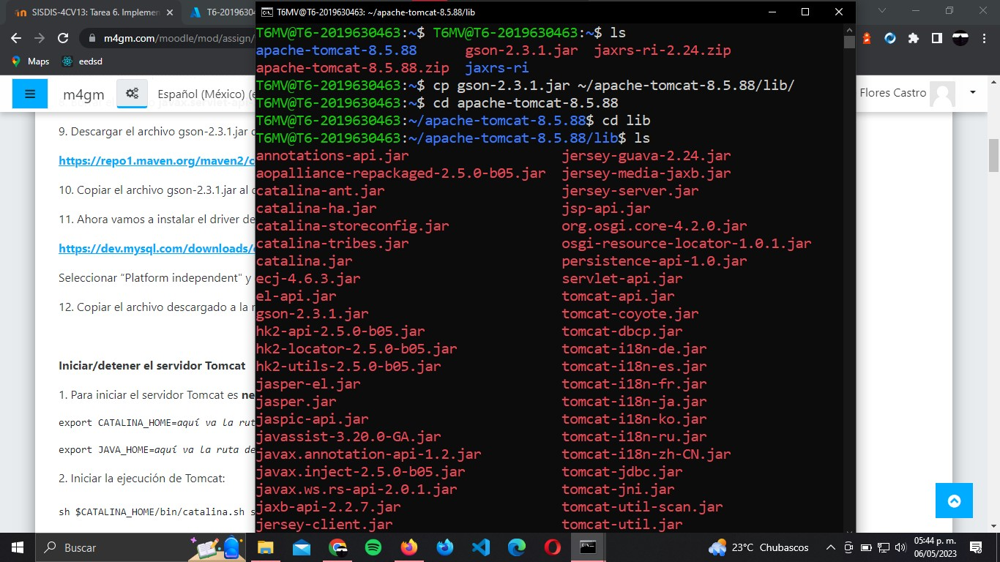 SISDIS-4CV13: Tarea 6. Implemen
T6-2019630463
T6MV@T6-2019630463: ~/apache-tomcat-8.5.88/lib
m4gm.com/moodle/mod/assign/
Maps
eedsd
m4gm
Español (México) (e
Flores Castro
9. Descargar el archivo gson-2.3.1.jar d
https://repo1.maven.org/maven2/c
10. Copiar el archivo gson-2.3.1.jar al d
11. Ahora vamos a instalar el driver de
https://dev.mysql.com/downloads/
Seleccionar “Platform independent“ y
12. Copiar el archivo descargado a la
Iniciar/detener el servidor Tomcat
1. Para iniciar el servidor Tomcat es ne
export CATALINA_HOME=aquí va la rut
export JAVA_HOME=aquí va la ruta de
2. Iniciar la ejecución de Tomcat:
sh $CATALINA_HOME/bin/catalina.sh s
T6MV@T6-2019630463:~$ T6MV@T6-2019630463:~$ ls
apache-tomcat-8.5.88 gson-2.3.1.jar jaxrs-ri-2.24.zip
apache-tomcat-8.5.88.zip jaxrs-ri
T6MV@T6-2019630463:~$ cp gson-2.3.1.jar ~/apache-tomcat-8.5.88/lib/
T6MV@T6-2019630463:~$ cd apache-tomcat-8.5.88
T6MV@T6-2019630463:~/apache-tomcat-8.5.88$ cd lib
T6MV@T6-2019630463:~/apache-tomcat-8.5.88/lib$ ls
annotations-api.jar jersey-guava-2.24.jar
aopalliance-repackaged-2.5.0-b05.jar jersey-media-jaxb.jar
catalina-ant.jar jersey-server.jar
catalina-ha.jar jsp-api.jar
catalina-storeconfig.jar org.osgi.core-4.2.0.jar
catalina-tribes.jar osgi-resource-locator-1.0.1.jar
catalina.jar persistence-api-1.0.jar
ecj-4.6.3.jar servlet-api.jar
el-api.jar tomcat-api.jar
gson-2.3.1.jar tomcat-coyote.jar
hk2-api-2.5.0-b05.jar tomcat-dbcp.jar
hk2-locator-2.5.0-b05.jar tomcat-i18n-de.jar
hk2-utils-2.5.0-b05.jar tomcat-i18n-es.jar
jasper-el.jar tomcat-i18n-fr.jar
jasper.jar tomcat-i18n-ja.jar
jaspic-api.jar tomcat-i18n-ko.jar
javassist-3.20.0-GA.jar tomcat-i18n-ru.jar
javax.annotation-api-1.2.jar tomcat-i18n-zh-CN.jar
javax.inject-2.5.0-b05.jar tomcat-jdbc.jar
javax.ws.rs-api-2.0.1.jar tomcat-jni.jar
jaxb-api-2.2.7.jar tomcat-util-scan.jar
jersey-client.jar tomcat-util.jar
Buscar
23°C Chubascos
05:44 p. m.
06/05/2023